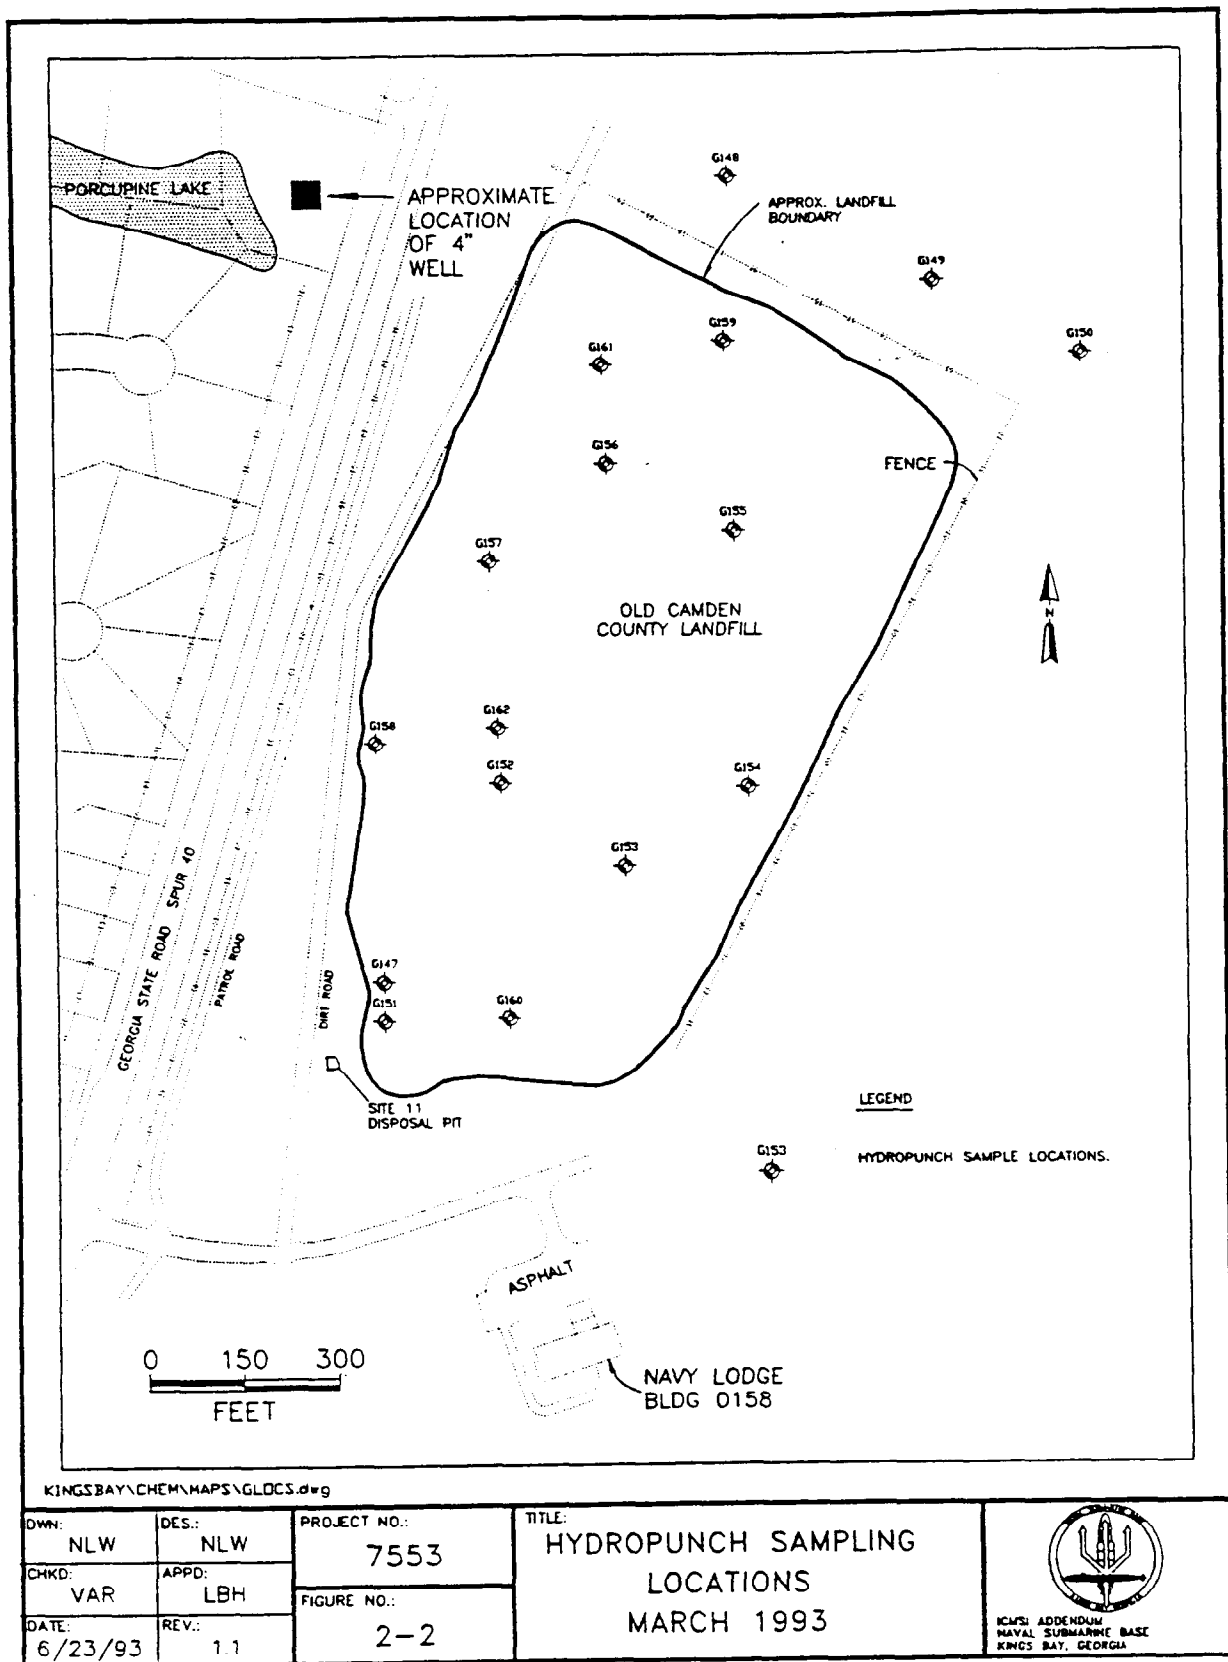 G148
PORCUPINE LAKE
APPROXIMATE
LOCATION
OF 4"
WELL
APPROX. LANDFILL
BOUNDARY
G149
G159
G161
G150
G156
FENCE
G155
G157
N
OLD CAMDEN
COUNTY LANDFILL
G162
G158
G152
G154
G153
GEORGIA STATE ROAD SPUR 40
PATROL ROAD
DIRT ROAD
G147
G151
G160
SITE 11
DISPOSAL PIT
LEGEND
HYDROPUNCH SAMPLE LOCATIONS.
G153
ASPHALT
0 150 300
FEET
NAVY LODGE
BLDG 0158
KINGSBAY\CHEM\MAPS\GLOCS.dwg
DWN:
NLW
DES.:
NLW
CHKD:
VAR
APPD:
LBH
DATE:
6/23/93
REV.:
1.1
PROJECT NO.:
7553
FIGURE NO.:
2-2
TITLE:
HYDROPUNCH SAMPLING
LOCATIONS
MARCH 1993
ICMSI ADDENDUM
NAVAL SUBMARINE BASE
KINGS BAY, GEORGIA